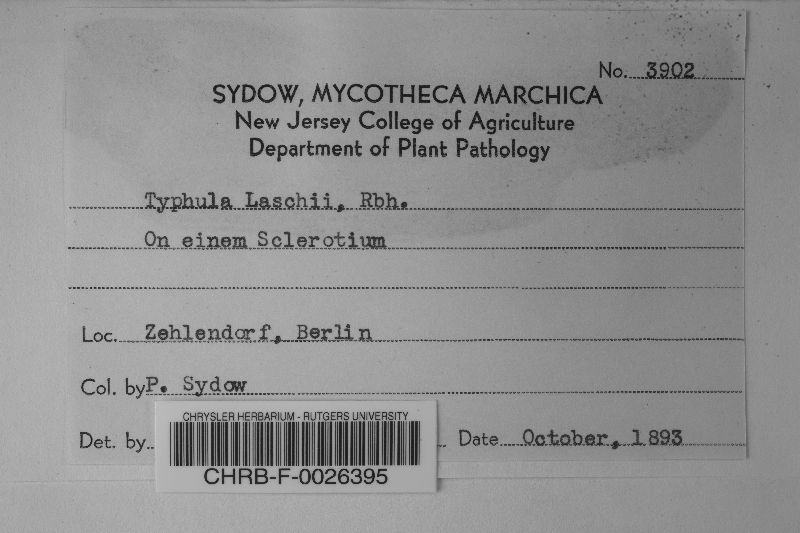 No. 3902
SYDOW, MYCOTHECA MARCHICA
New Jersey College of Agriculture
Department of Plant Pathology
Typhula Laschii, Rbh.
On einem Sclerotium
Loc. Zehlendorf, Berlin
Col. by P. Sydow
Det. by Date October, 1893
CHRYSLER HERBARIUM - RUTGERS UNIVERSITY
CHRB-F-0026395